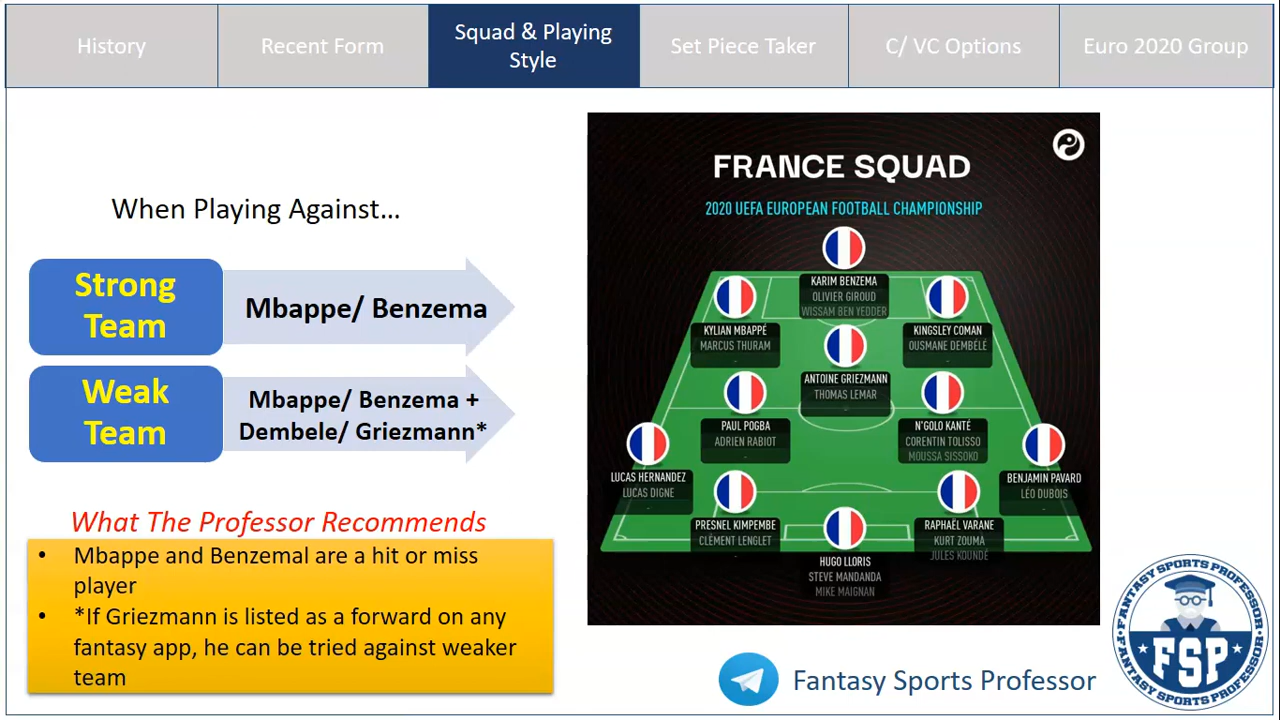 History
Recent Form
Squad & Playing
Style
Set Piece Taker
C/ VC Options
Euro 2020 Group
When Playing Against...
Strong
Team
Mbappe/ Benzema
Weak
Team
Mbappe/ Benzema +
Dembele/ Griezmann*
What The Professor Recommends
• Mbappe and Benzemal are a hit or miss
player
• *If Griezmann is listed as a forward on any
fantasy app, he can be tried against weaker
team
FRANCE SQUAD
2020 UEFA EUROPEAN FOOTBALL CHAMPIONSHIP
KARIM BENZEMA
OLIVIER GIROUD
WISSAM BEN YEDDER
KYLIAN MBAPPÉ
MARCUS THURAM
-
KINGSLEY COMAN
OUSMANE DEMBÉLÉ
-
ANTOINE GRIEZMANN
THOMAS LEMAR
-
PAUL POGBA
ADRIEN RABIOT
-
N'GOLO KANTÉ
CORENTIN TOLISSO
MOUSSA SISSOKO
LUCAS HERNANDEZ
LUCAS DIGNE
-
BENJAMIN PAVARD
LÉO DUBOIS
-
PRESNEL KIMPEMBE
CLÉMENT LENGLET
-
RAPHAËL VARANE
KURT ZOUMA
JULES KOUNDÉ
HUGO LLORIS
STEVE MANDANDA
MIKE MAIGNAN
Fantasy Sports Professor
FANTASY SPORTS PROFESSOR
FSP
FANTASY SPORTS PROFESSOR